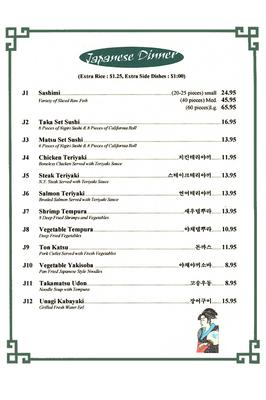 Japanese Dinner
(Extra Rice : $1.25, Extra Side Dishes : $1:00)
J1 Sashimi (20-25 pieces) small 24.95
Variety of Sliced Raw Fish (40 pieces) Med. 45.95
(60 pieces)Lg. 65.95
J2 Taka Set Sushi 16.95
8 Pieces of Nigiri Sushi & 8 Pieces of California Roll
J3 Matsu Set Sushi 13.95
6 Pieces of Nigiri Sushi & 8 Pieces of California Roll
J4 Chicken Teriyaki 치킨데리야끼 11.95
Boneless Chicken Served with Teriyaki Sauce
J5 Steak Teriyaki 스테이크데리야끼 13.95
N.Y. Steak Served with Teriyaki Sauce
J6 Salmon Teriyaki 연어데리야끼 13.95
Broiled Salmon Served with Teriyaki Sauce
J7 Shrimp Tempura 새우뎀뿌라 13.95
Deep Fried Shrimps and Vegetables
J8 Vegetable Tempura 야채뎀뿌라 10.95
Deep Fried Vegetables
J9 Ton Katsu 돈까스 11.95
Pork Cutlet Served with Fresh Vegetables
J10 Vegetable Yakisoba 야채야끼소바 8.95
Pan Fried Japanese Style Noodles
J11 Takamatsu Udon 8.95
Noodle Soup with Tempura
J12 Unagi Kabayaki 장어구이 15.95
Grilled Fresh Water Eel